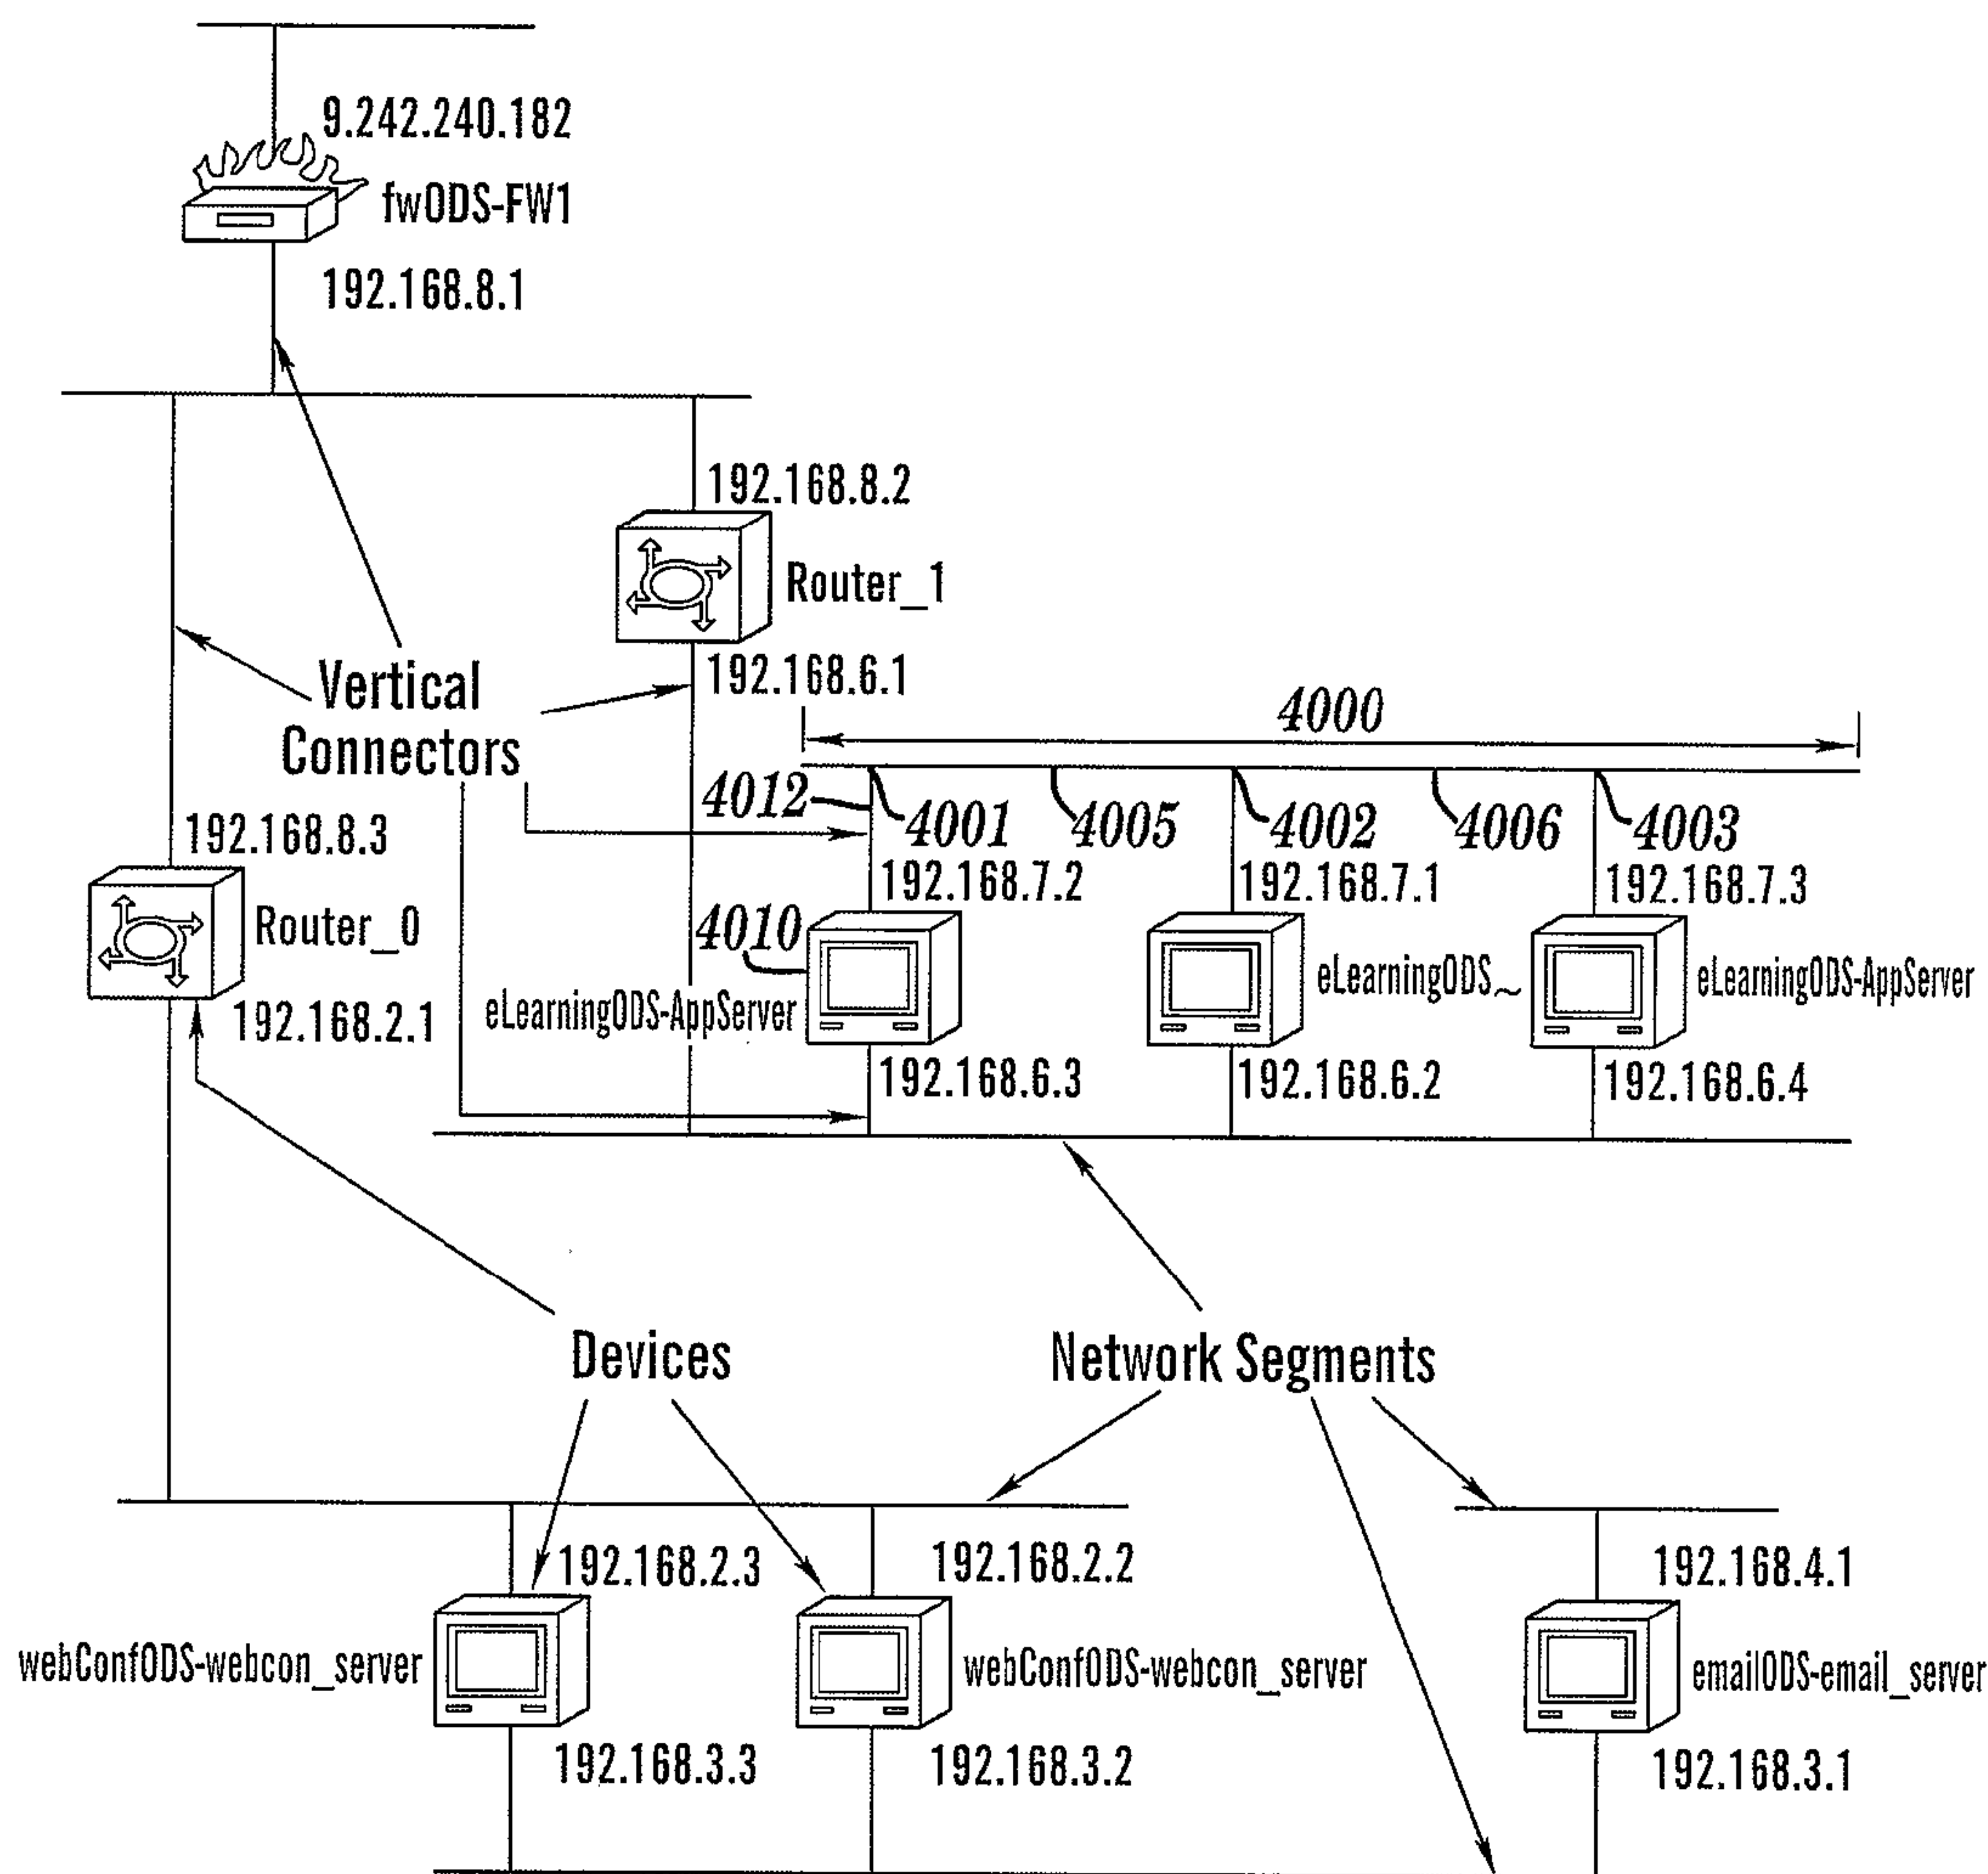 9.242.240.182
fwODS-FW1
192.168.8.1
192.168.8.2
Router_1
192.168.6.1
Vertical
Connectors
4000
4012
4001
4005
4002
4006
4003
192.168.8.3
Router_0
192.168.2.1
192.168.7.2
192.168.7.1
192.168.7.3
4010
eLearningODS-AppServer
eLearningODS~
eLearningODS-AppServer
192.168.6.3
192.168.6.2
192.168.6.4
Devices
Network Segments
192.168.2.3
192.168.2.2
192.168.4.1
webConfODS-webcon_server
webConfODS-webcon_server
emailODS-email_server
192.168.3.3
192.168.3.2
192.168.3.1